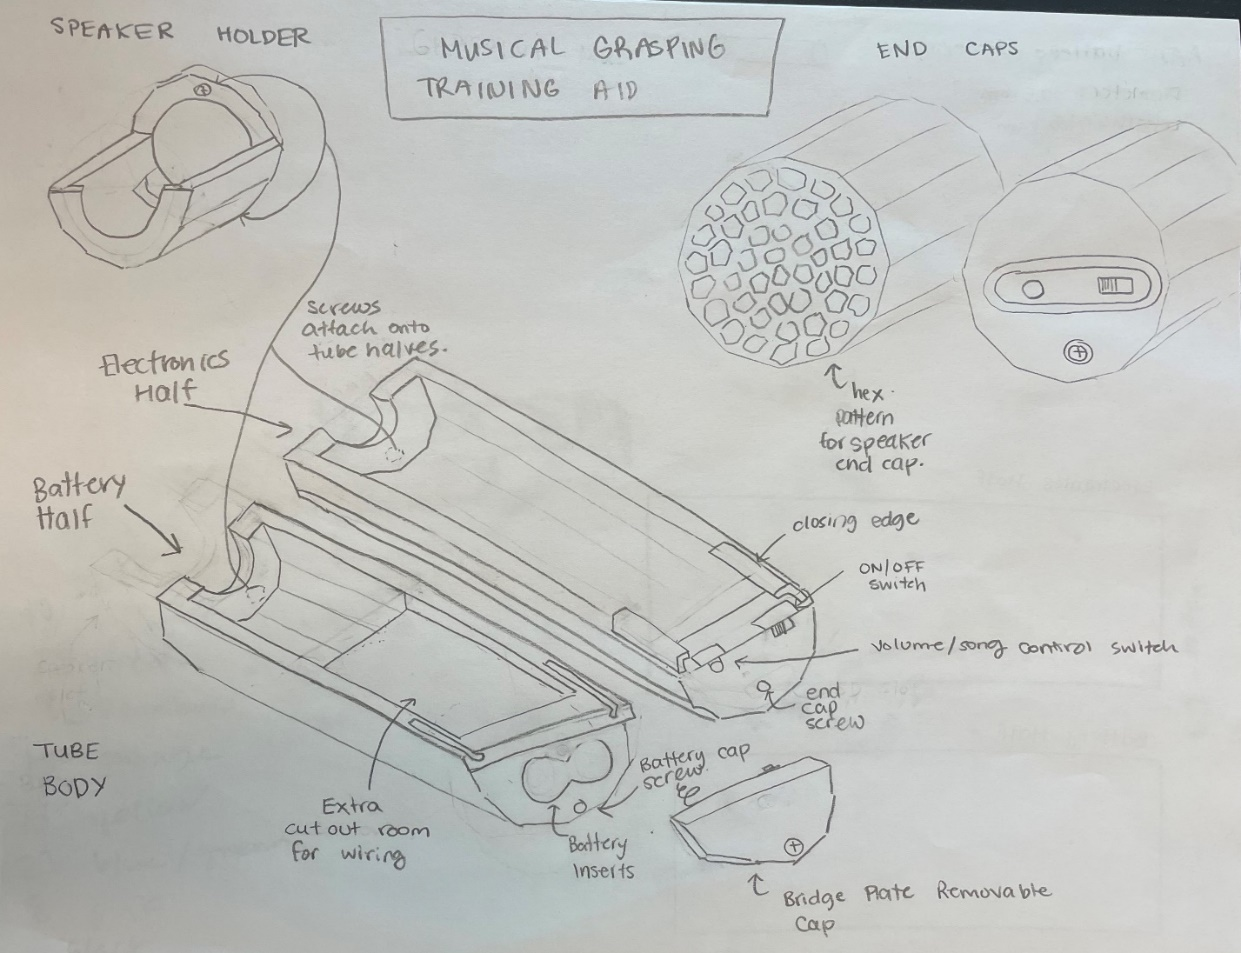 SPEAKER HOLDER
MUSICAL GRASPING
TRAINING AID
END CAPS
screws
attach onto
tube halves.
Electronics
Half
Battery
Half
hex
pattern
for speaker
end cap.
closing edge
ON/OFF
switch
volume/song control switch
end
cap
screw
Battery cap
screw.
TUBE
BODY
Extra
cut out room
for wiring
Battery
Inserts
Bridge Plate Removable
Cap